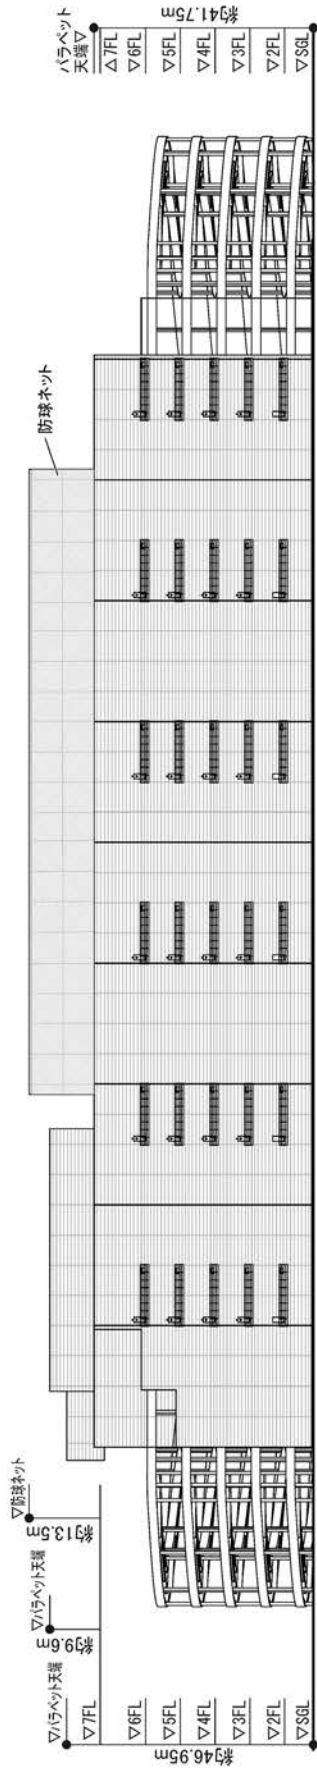 パラペット
天端▽
約41.75m
△7FL
▽6FL
▽5FL
▽4FL
▽3FL
▽2FL
▽SGL
防球ネット
▽防球ネット
約13.5m
▽パラペット天端
約9.6m
▽パラペット天端
約46.95m
▽7FL
▽6FL
▽5FL
▽4FL
▽3FL
▽2FL
▽SGL